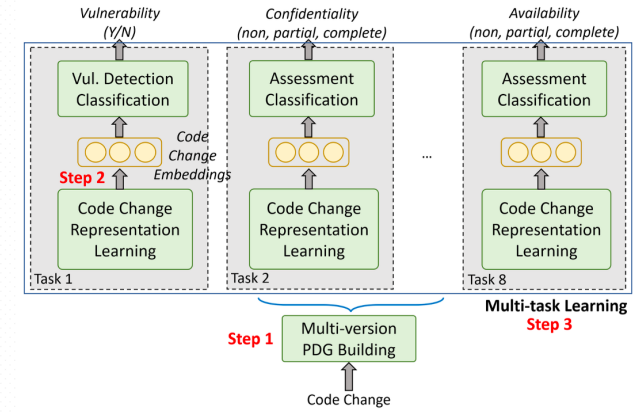 Vulnerability
(Y/N)
Confidentiality
(non, partial, complete)
Availability
(non, partial, complete)
Vul. Detection
Classification
Assessment
Classification
Assessment
Classification
Code
Change
Embeddings
...
Step 2
Code Change
Representation
Learning
Code Change
Representation
Learning
Code Change
Representation
Learning
Task 1
Task 2
Task 8
Multi-task Learning
Step 3
Step 1
Multi-version
PDG Building
Code Change